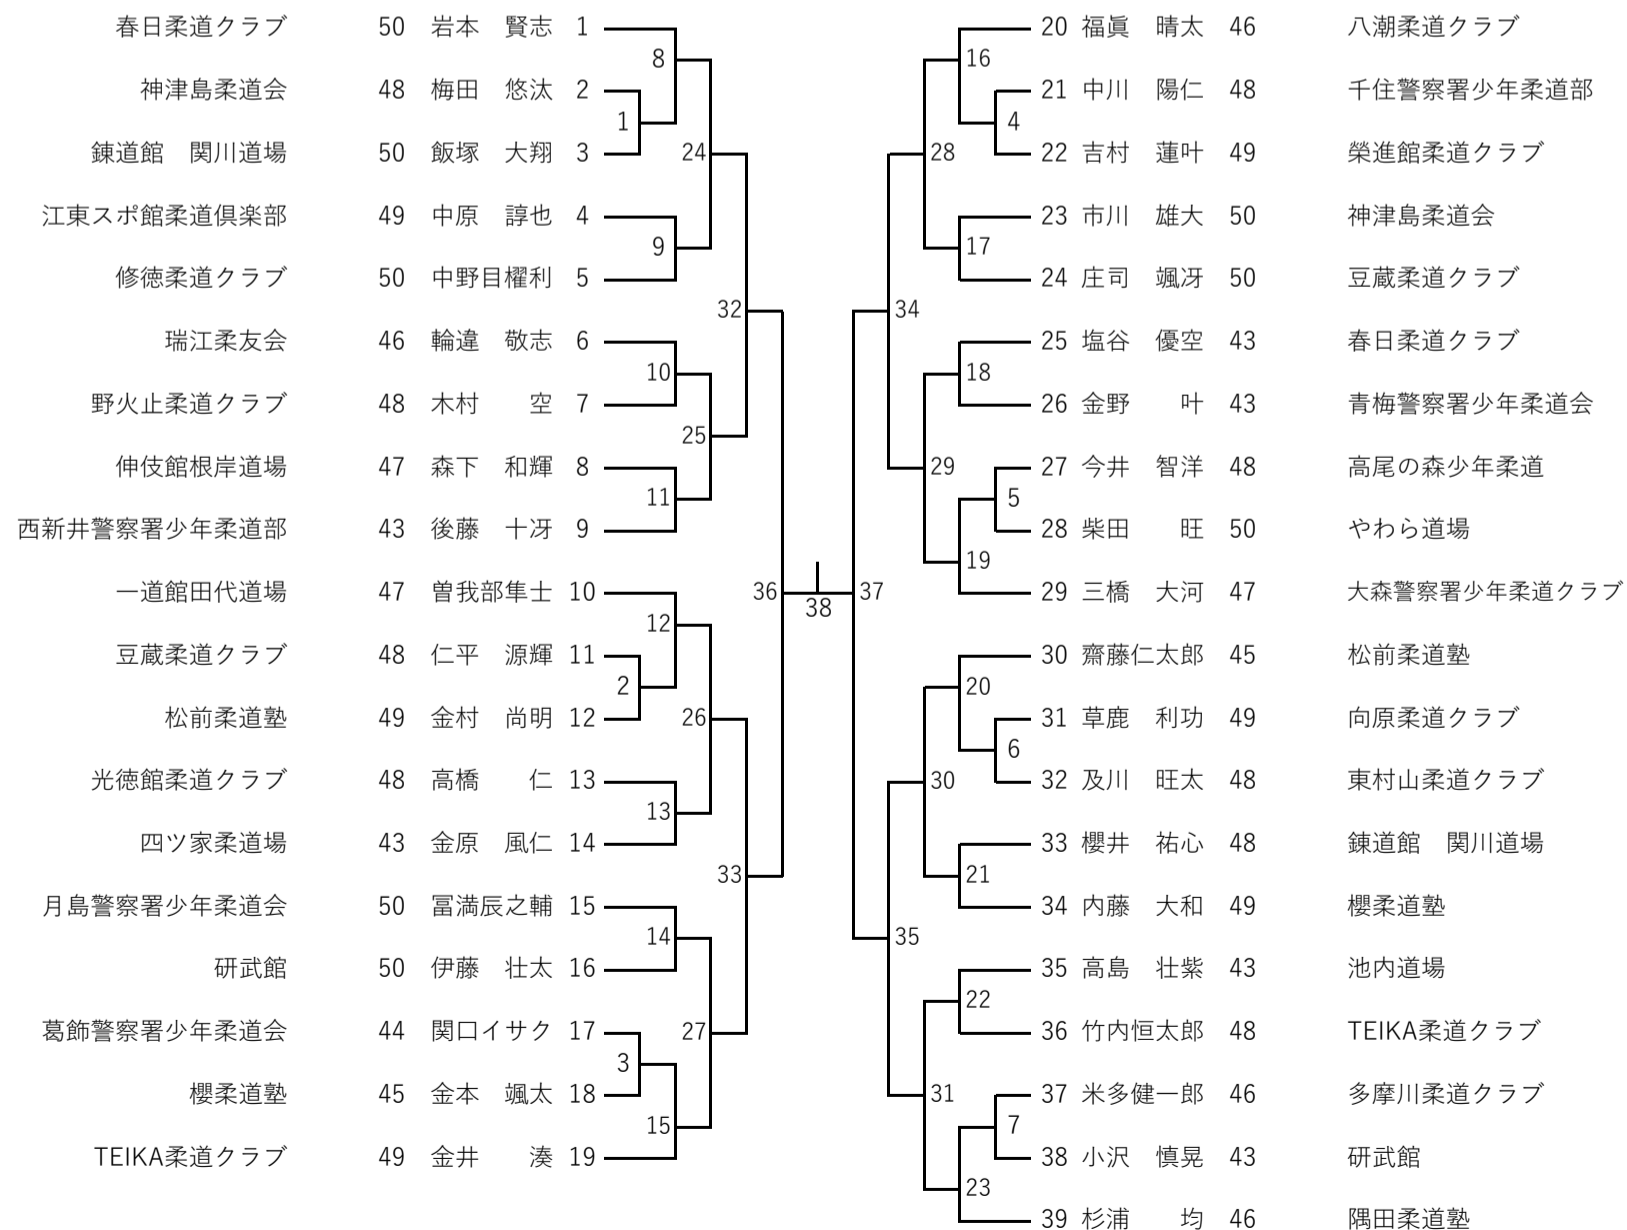 春日柔道クラブ 50 岩本 賢志 1
神津島柔道会 48 梅田 悠汰 2
錬道館 関川道場 50 飯塚 大翔 3
江東スポ館柔道倶楽部 49 中原 諄也 4
修徳柔道クラブ 50 中野目櫂利 5
瑞江柔友会 46 輪違 敬志 6
野火止柔道クラブ 48 木村 空 7
伸伎館根岸道場 47 森下 和輝 8
西新井警察署少年柔道部 43 後藤 十冴 9
一道館田代道場 47 曽我部隼士 10
豆蔵柔道クラブ 48 仁平 源輝 11
松前柔道塾 49 金村 尚明 12
光徳館柔道クラブ 48 高橋 仁 13
四ツ家柔道場 43 金原 風仁 14
月島警察署少年柔道会 50 冨満辰之輔 15
研武館 50 伊藤 壮太 16
葛飾警察署少年柔道会 44 関口イサク 17
櫻柔道塾 45 金本 颯太 18
TEIKA柔道クラブ 49 金井 湊 19
8
1
24
9
32
10
25
11
36
12
2
26
13
33
14
27
3
15
38
37
16
4
28
17
34
18
29
5
19
20
6
30
21
35
22
31
7
23
20 福眞 晴太 46 八潮柔道クラブ
21 中川 陽仁 48 千住警察署少年柔道部
22 吉村 蓮叶 49 榮進館柔道クラブ
23 市川 雄大 50 神津島柔道会
24 庄司 颯冴 50 豆蔵柔道クラブ
25 塩谷 優空 43 春日柔道クラブ
26 金野 叶 43 青梅警察署少年柔道会
27 今井 智洋 48 高尾の森少年柔道
28 柴田 旺 50 やわら道場
29 三橋 大河 47 大森警察署少年柔道クラブ
30 齋藤仁太郎 45 松前柔道塾
31 草鹿 利功 49 向原柔道クラブ
32 及川 旺太 48 東村山柔道クラブ
33 櫻井 祐心 48 錬道館 関川道場
34 内藤 大和 49 櫻柔道塾
35 高島 壮紫 43 池内道場
36 竹内恒太郎 48 TEIKA柔道クラブ
37 米多健一郎 46 多摩川柔道クラブ
38 小沢 慎晃 43 研武館
39 杉浦 均 46 隅田柔道塾